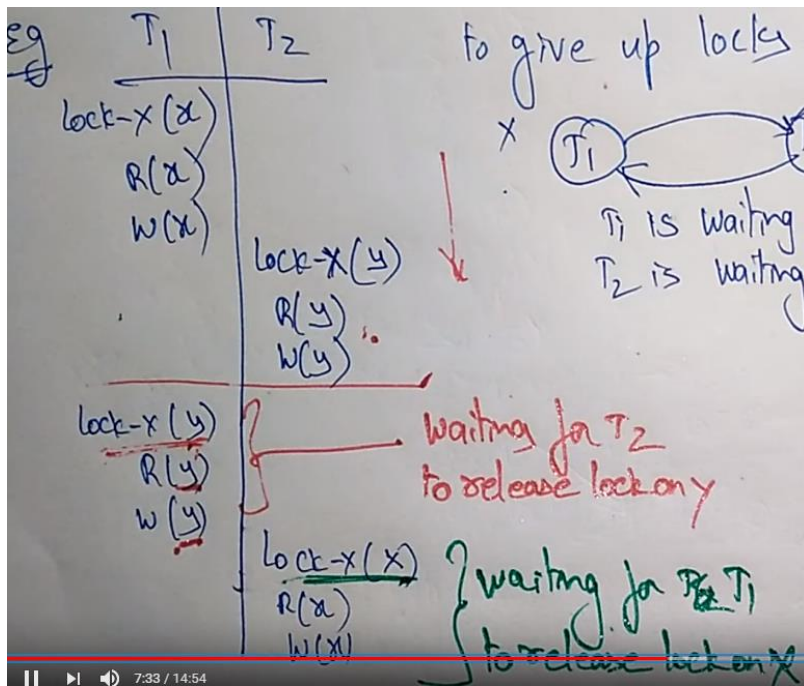 eg T1 T2
to give up locks
lock-X(x)
R(x)
W(x)
X T1
T1 is waiting
T2 is waiting
lock-X(y)
R(y)
W(y)
lock-X(y)
R(y)
W(y)
waiting for T2
to release lock on y
Lock-X(X)
R(x)
W(x)
waiting for T1
to release lock on X
7:33 / 14:54